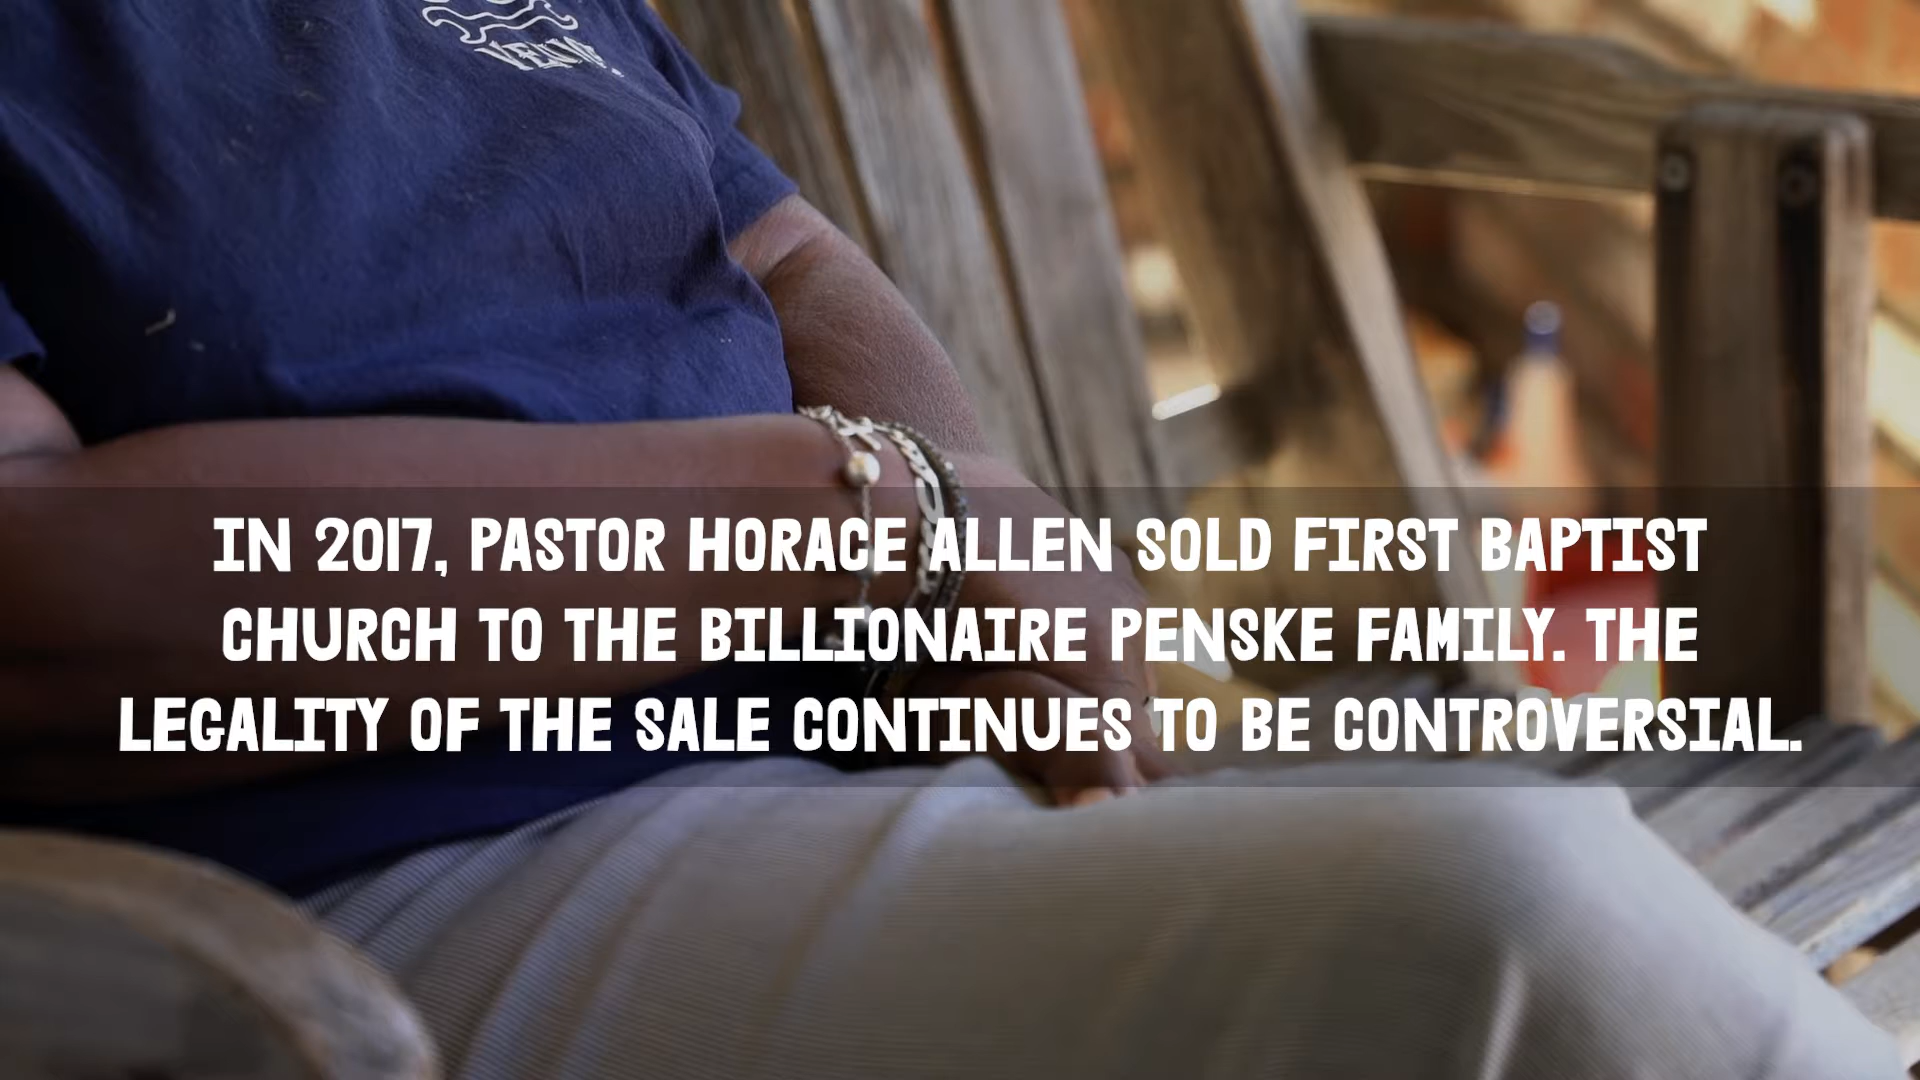 IN 2017, PASTOR HORACE ALLEN SOLD FIRST BAPTIST
CHURCH TO THE BILLIONAIRE PENSKE FAMILY. THE
LEGALITY OF THE SALE CONTINUES TO BE CONTROVERSIAL.